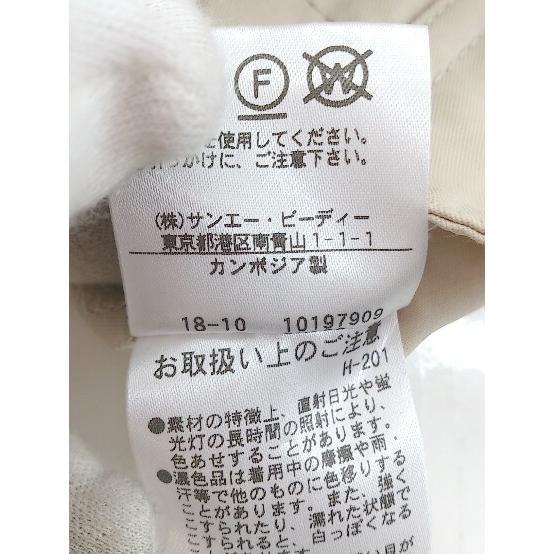 F W
使用してください。
かけに、ご注意下さい。
(株)サンエー・ビーディー
東京都港区南青山1-1-1
カンボジア製
18-10 10197909
お取扱い上のご注意
H-201
●素材の特徴上、直射日光や蛍
光灯の長時間の照射により、
色あせすることがあります。
●濃色品は着用中の摩擦や雨・
汗等で他のものに色移りする
ことがあります。また、強く
こすられたり、濡れた状態で
こすられると、白っぽくな